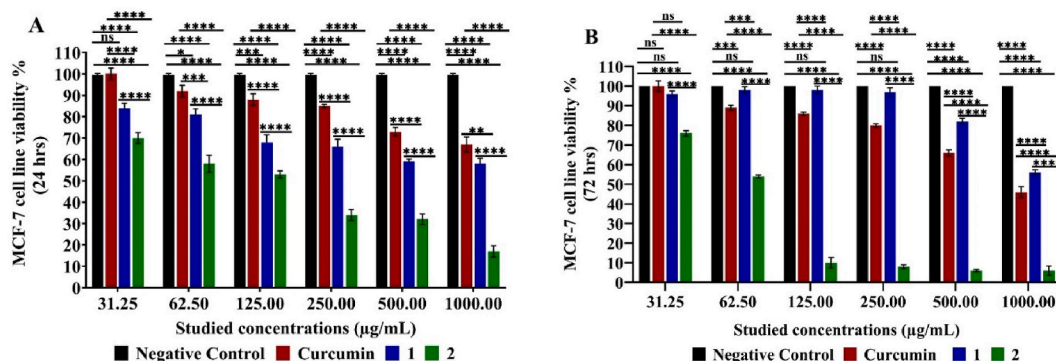 A
**** **** **** **** **** ****
**** **** **** **** **** ****
ns * *** **** **** ****
**** *** **** **** **** **
**** **** **** **** **** ****
MCF-7 cell line viability %
(24 hrs)
110
100
90
80
70
60
50
40
30
20
10
0
31.25 62.50 125.00 250.00 500.00 1000.00
Studied concentrations (µg/mL)
Negative Control Curcumin 1 2
B
MCF-7 cell line viability %
(72 hrs)
110
100
90
80
70
60
50
40
30
20
10
0
31.25 62.50 125.00 250.00 500.00 1000.00
Studied concentrations (µg/mL)
Negative Control Curcumin 1 2